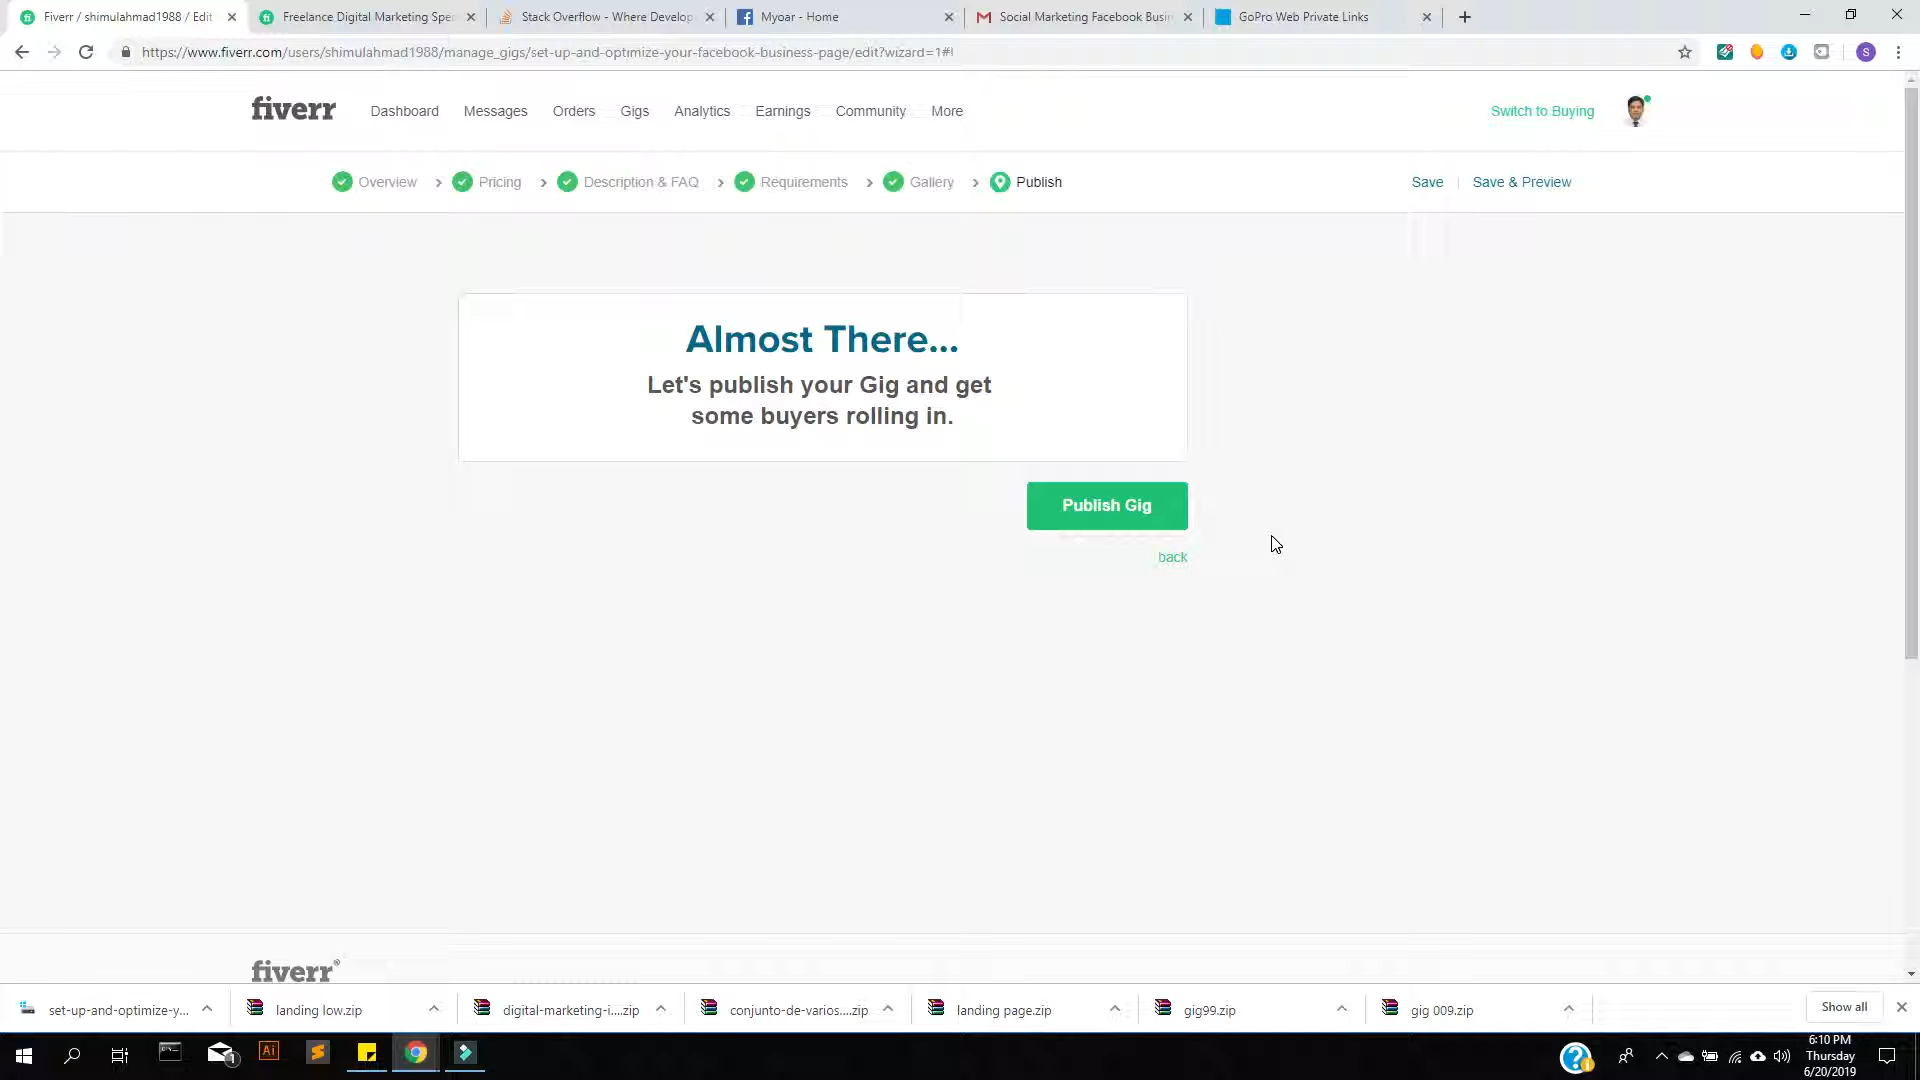 Fiverr / shimulahmad1988 / Edit
Freelance Digital Marketing Spe
Stack Overflow - Where Develop
Myoar - Home
Social Marketing Facebook Busin
GoPro Web Private Links
https://www.fiverr.com/users/shimulahmad1988/manage_gigs/set-up-and-optimize-your-facebook-business-page/edit?wizard=1#!
S
fiverr
Dashboard
Messages
Orders
Gigs
Analytics
Earnings
Community
More
Switch to Buying
Overview
Pricing
Description & FAQ
Requirements
Gallery
Publish
Save
Save & Preview
Almost There...
Let's publish your Gig and get
some buyers rolling in.
Publish Gig
back
fiverr®
set-up-and-optimize-y...
landing low.zip
digital-marketing-i....zip
conjunto-de-varios....zip
landing page.zip
gig99.zip
gig 009.zip
Show all
1
Ai
6:10 PM
Thursday
6/20/2019